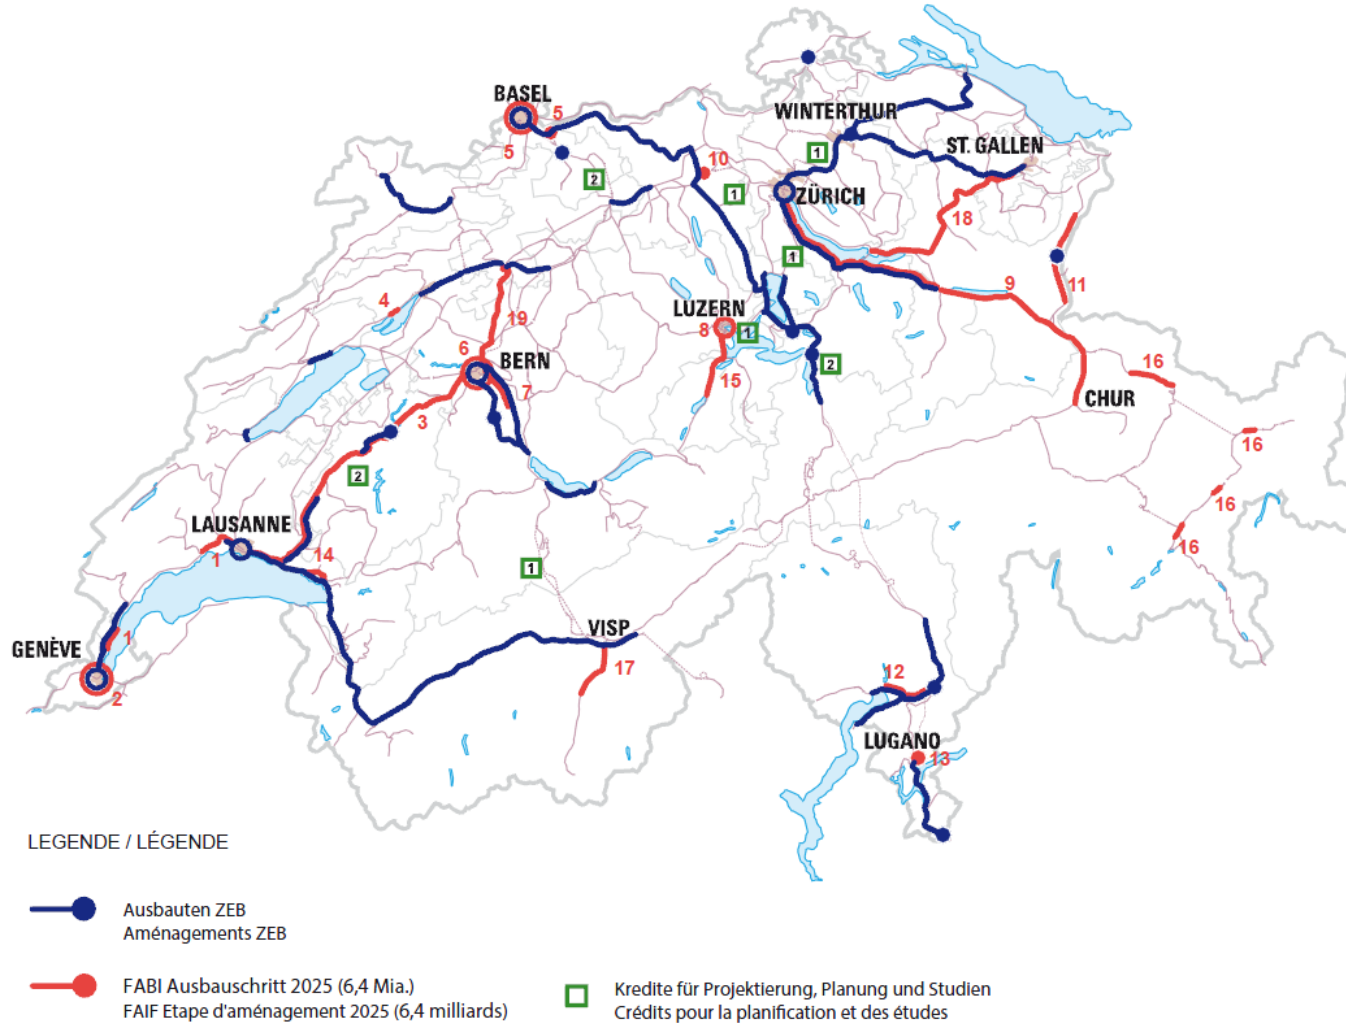 BASEL
5
5
WINTERTHUR
1
ST. GALLEN
10
2
1
ZÜRICH
18
1
9
11
4
19
LUZERN
8
1
6
BERN
2
15
16
7
3
CHUR
16
2
16
LAUSANNE
16
1
14
1
VISP
1
GENÈVE
17
12
2
LUGANO
13
LEGENDE / LÉGENDE
Ausbauten ZEB
Aménagements ZEB
FABI Ausbauschritt 2025 (6,4 Mia.)
FAIF Etape d'aménagement 2025 (6,4 milliards)
Kredite für Projektierung, Planung und Studien
Crédits pour la planification et des études